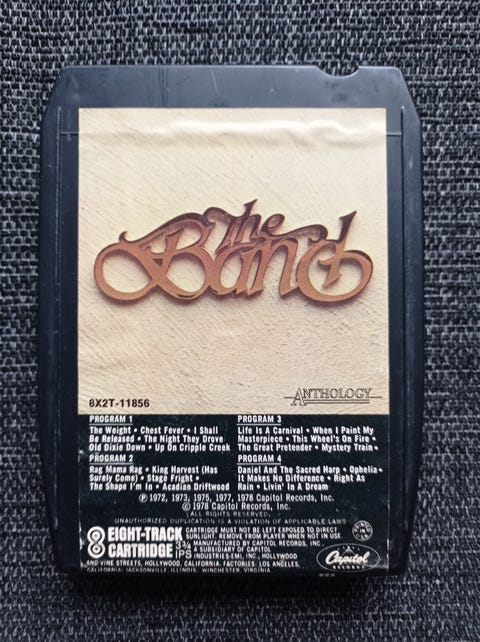 The Band
8X2T-11856
ANTHOLOGY
PROGRAM 1
The Weight • Chest Fever • I Shall
Be Released • The Night They Drove
Old Dixie Down • Up On Cripple Creek
PROGRAM 2
Rag Mama Rag • King Harvest (Has
Surely Come) • Stage Fright •
The Shape I'm In • Acadian Driftwood
PROGRAM 3
Life Is A Carnival • When I Paint My
Masterpiece • This Wheel's On Fire •
The Great Pretender • Mystery Train •
PROGRAM 4
Daniel And The Sacred Harp • Ophelia •
It Makes No Difference • Right As
Rain • Livin' In A Dream
℗ 1972, 1973, 1975, 1977, 1978 Capitol Records, Inc.
© 1978 Capitol Records, Inc.
ALL RIGHTS RESERVED.
UNAUTHORIZED DUPLICATION IS A VIOLATION OF APPLICABLE LAWS
8 EIGHT-TRACK
CARTRIDGE 3¾ IPS
CARTRIDGE MUST NOT BE LEFT EXPOSED TO DIRECT
SUNLIGHT. REMOVE FROM PLAYER WHEN NOT IN USE.
MANUFACTURED BY CAPITOL RECORDS, INC.,
A SUBSIDIARY OF CAPITOL
INDUSTRIES-EMI, INC., HOLLYWOOD
AND VINE STREETS, HOLLYWOOD, CALIFORNIA. FACTORIES: LOS ANGELES,
CALIFORNIA; JACKSONVILLE, ILLINOIS; WINCHESTER, VIRGINIA.
Capitol
RECORDS